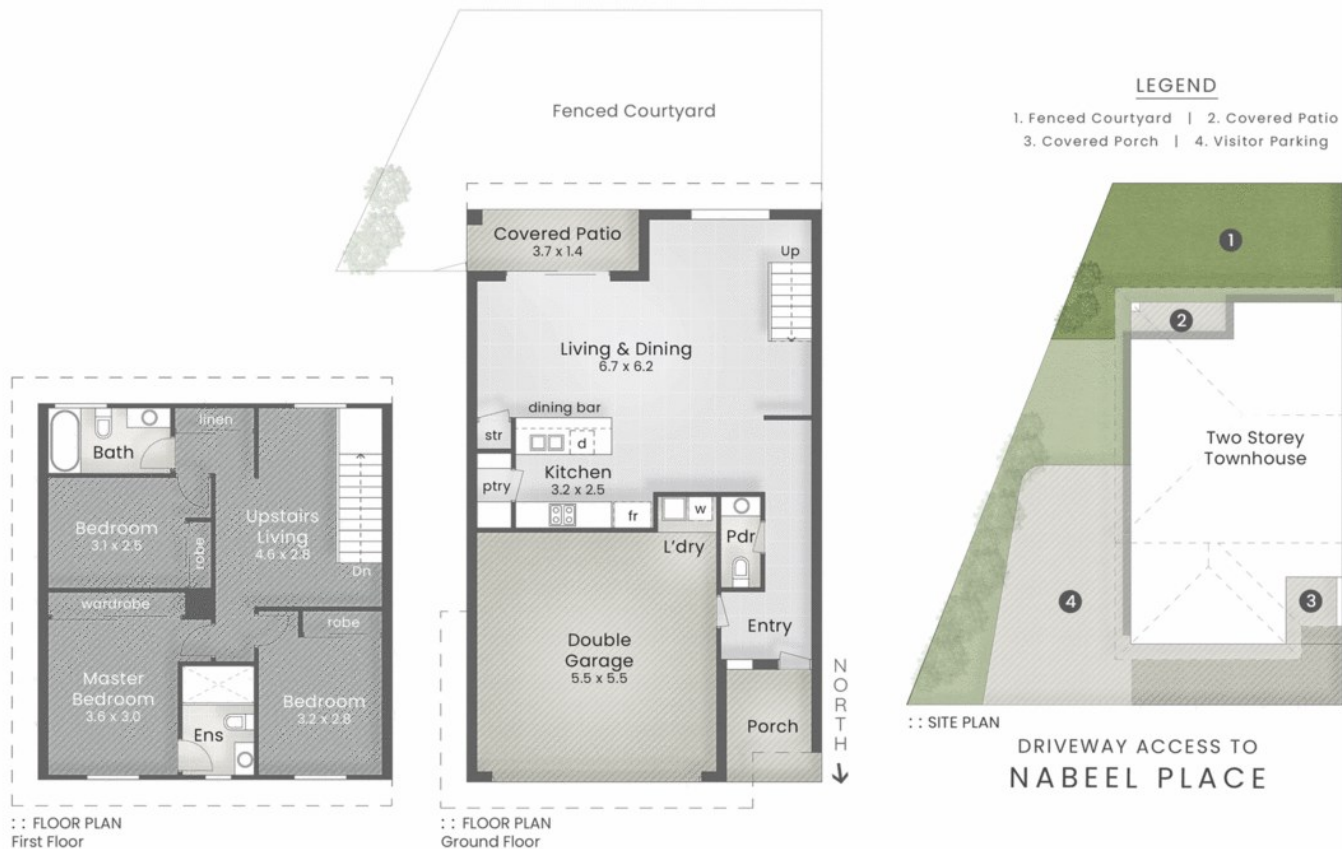 Fenced Courtyard
Covered Patio
3.7 x 1.4
Up
Living & Dining
6.7 x 6.2
dining bar
str
d
Kitchen
3.2 x 2.5
ptry
fr
w
L'dry
Pdr
Entry
Double
Garage
5.5 x 5.5
Porch
NORTH
:: FLOOR PLAN
Ground Floor
linen
Bath
Bedroom
3.1 x 2.5
robe
Upstairs
Living
4.6 x 2.8
Dn
wardrobe
robe
Master
Bedroom
3.6 x 3.0
Ens
Bedroom
3.2 x 2.8
:: FLOOR PLAN
First Floor
LEGEND
1. Fenced Courtyard | 2. Covered Patio
3. Covered Porch | 4. Visitor Parking
1
2
Two Storey
Townhouse
3
4
:: SITE PLAN
DRIVEWAY ACCESS TO
NABEEL PLACE